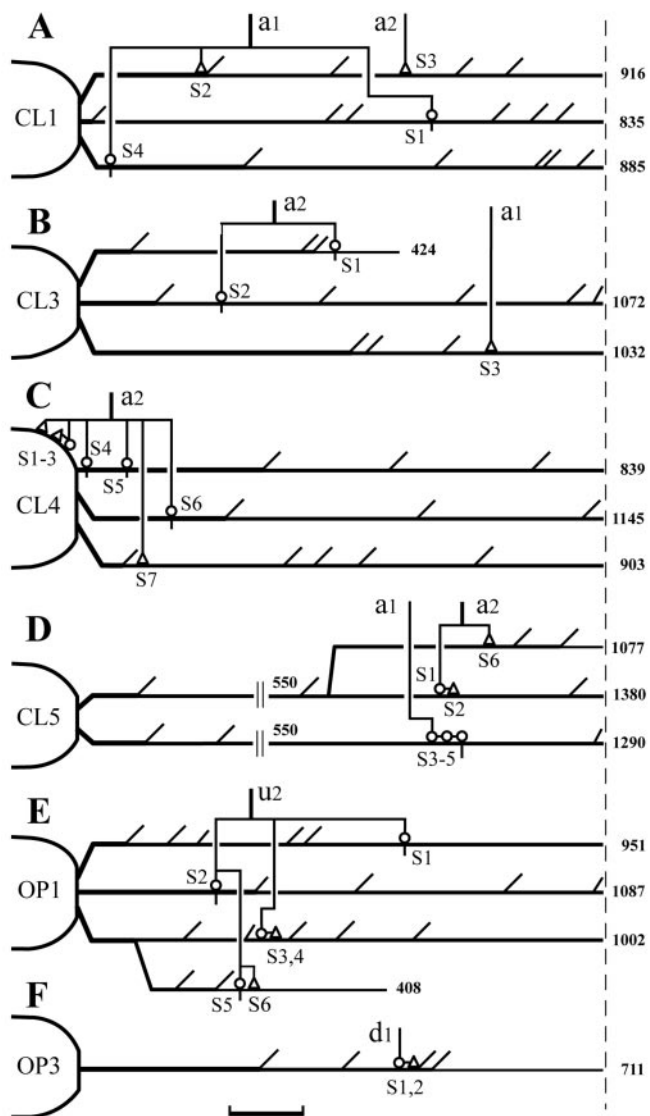 A a1 a2
S2 S3 916
CL1 S1 835
S4 885
B a2 a1
S1 424
CL3 S2 1072
S3 1032
C a2
S1-3 S4 S5 839
CL4 S6 1145
S7 903
D a1 a2
S6 1077
550 S1 S2 1380
CL5
550 S3-5 1290
E u2
S1 951
OP1 S2 1087
S3,4 1002
S5 S6 408
F d1
OP3 S1,2 711